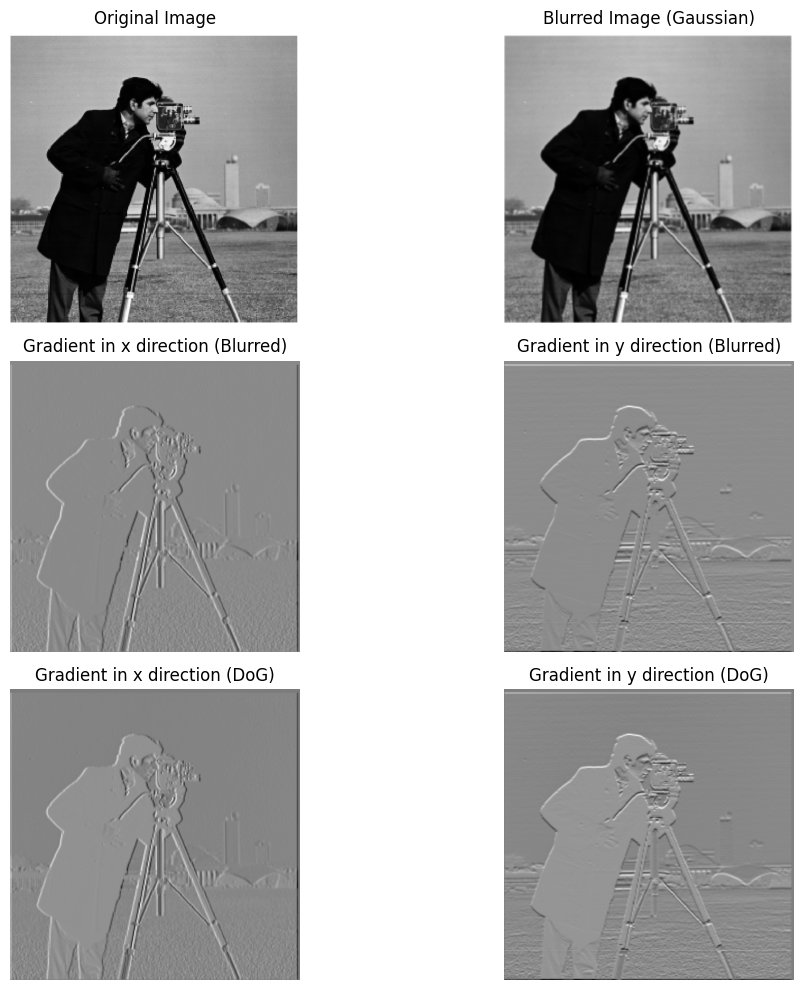 Original Image
Blurred Image (Gaussian)
Gradient in x direction (Blurred)
Gradient in y direction (Blurred)
Gradient in x direction (DoG)
Gradient in y direction (DoG)